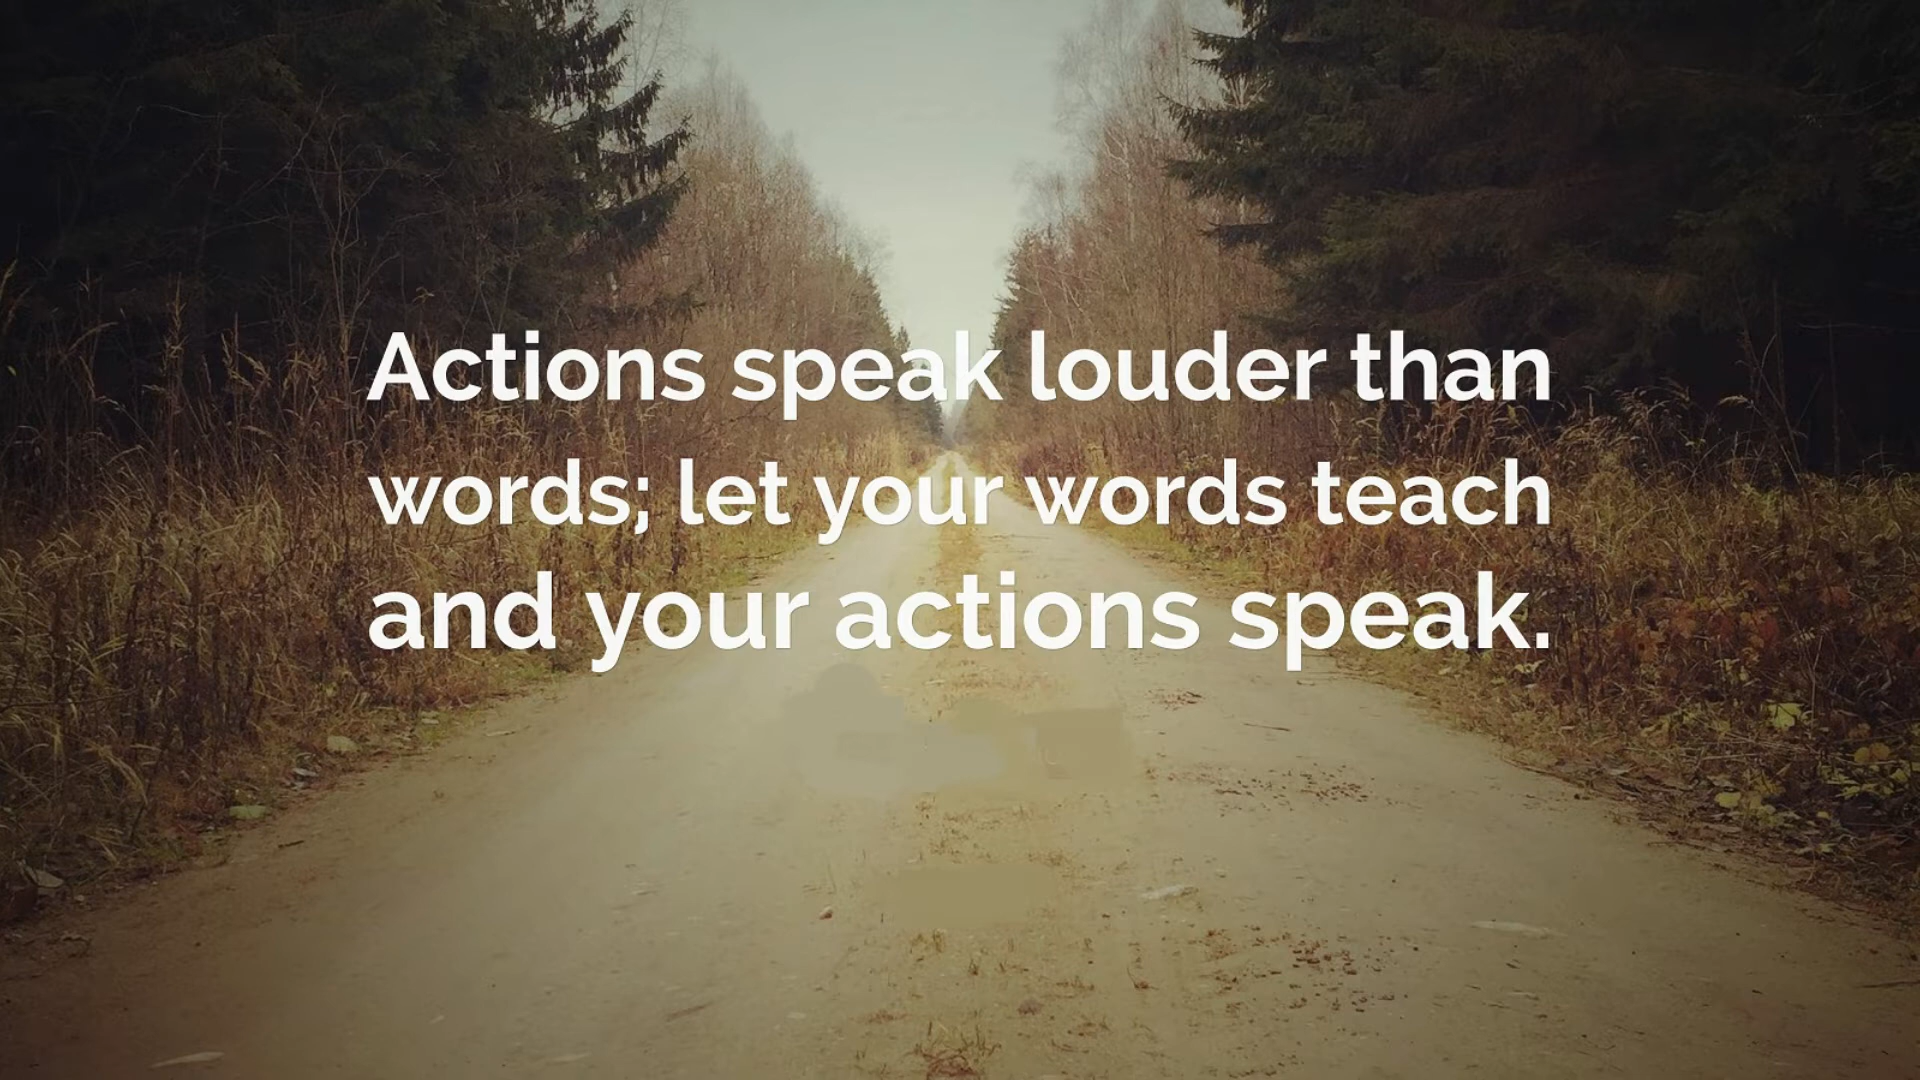 Actions speak louder than
words; let your words teach
and your actions speak.